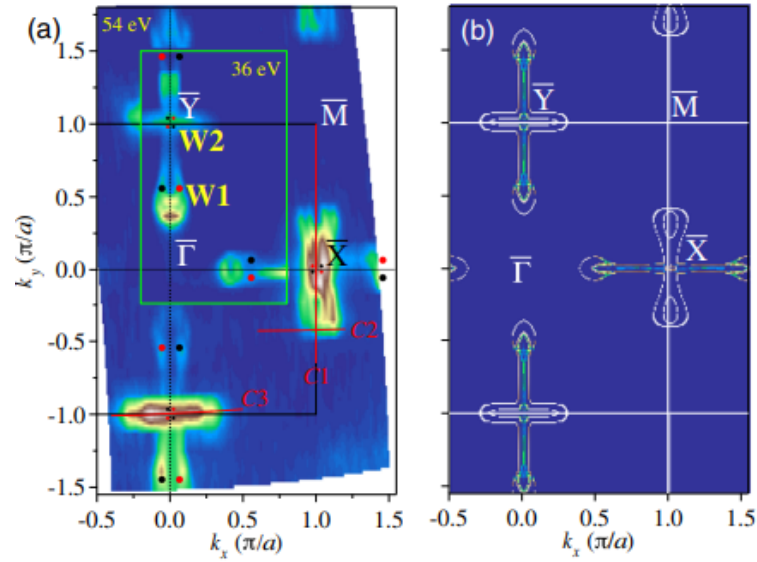 (a)
54 eV
36 eV
Y̅
M̅
W2
W1
Γ̅
X̅
C2
C1
C3
1.5
1.0
0.5
0.0
-0.5
-1.0
-1.5
k_y (π/a)
-0.5 0.0 0.5 1.0 1.5
k_x (π/a)
(b)
Y̅
M̅
X̅
Γ̅
-0.5 0.0 0.5 1.0 1.5
k_x (π/a)